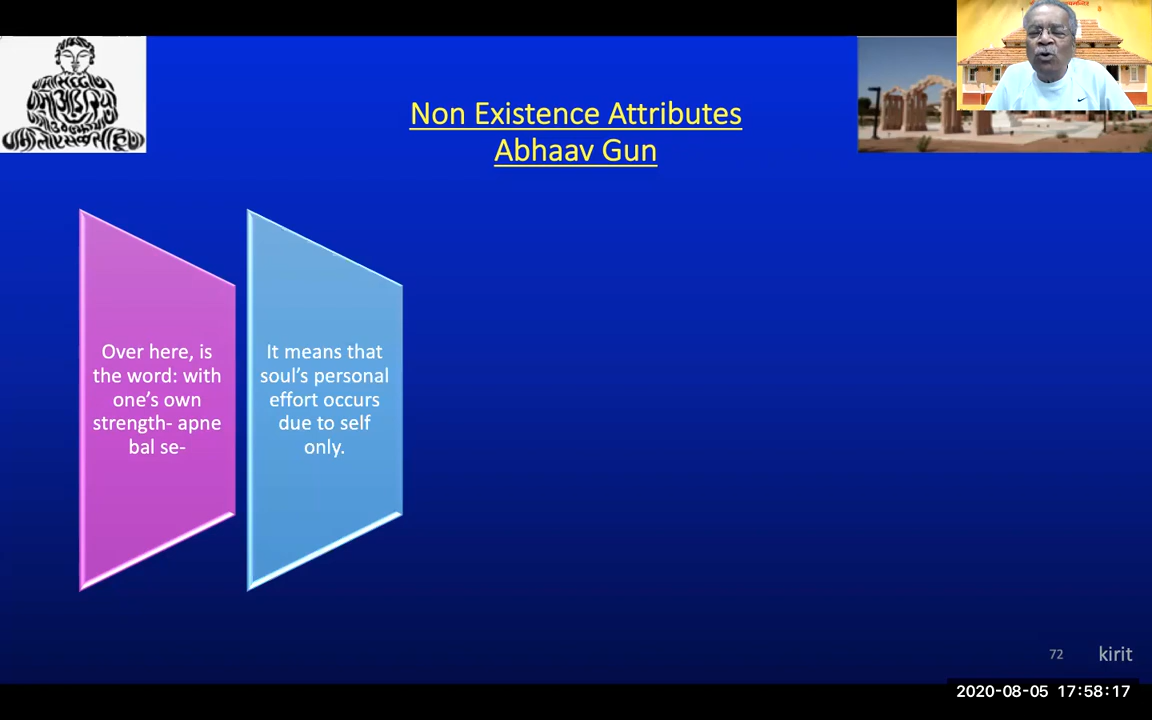 Non Existence Attributes
Abhaav Gun
Over here, is
the word: with
one's own
strength- apne
bal se-
It means that
soul's personal
effort occurs
due to self
only.
72
kirit
2020-08-05 17:58:17